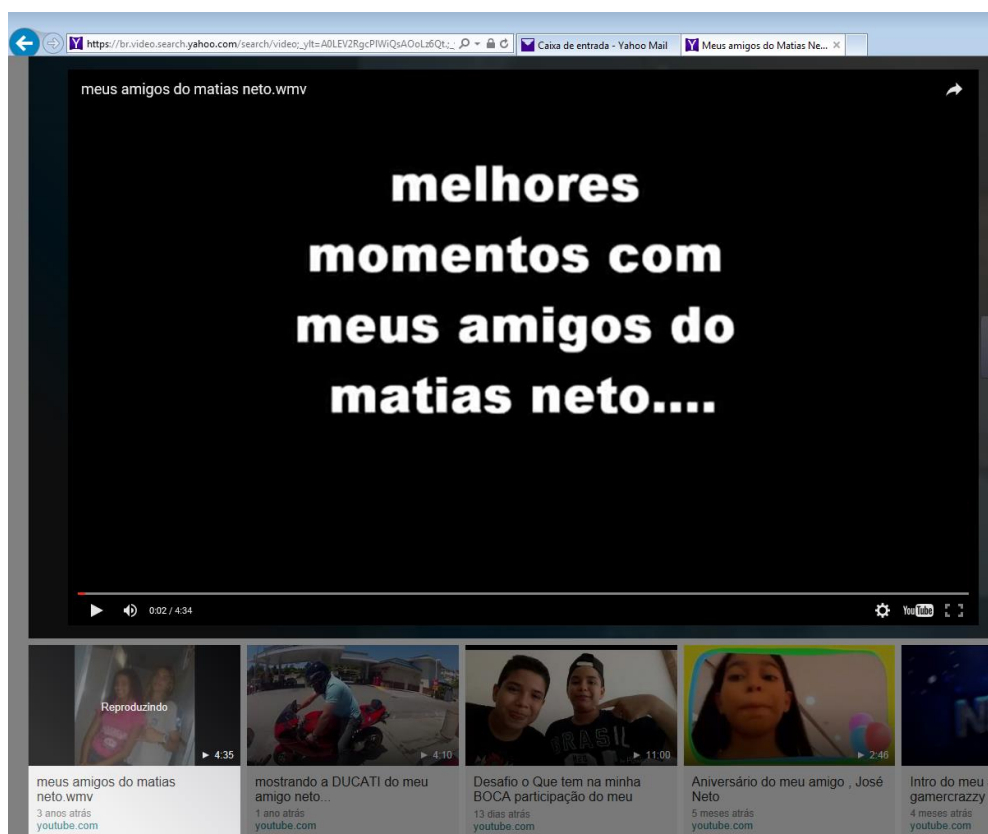 https://br.video.search.yahoo.com/search/video;_ylt=A0LEV2RgcPIWiQsAOoLz6Qt.;_
Caixa de entrada - Yahoo Mail
Meus amigos do Matias Ne...
meus amigos do matias neto.wmv
melhores
momentos com
meus amigos do
matias neto....
0:02 / 4:34
YouTube
Reproduzindo
4:35
4:10
BRASIL
11:00
2:46
meus amigos do matias
neto.wmv
3 anos atrás
youtube.com
mostrando a DUCATI do meu
amigo neto...
1 ano atrás
youtube.com
Desafio o Que tem na minha
BOCA participação do meu
13 dias atrás
youtube.com
Aniversário do meu amigo , José
Neto
5 meses atrás
youtube.com
Intro do meu
gamercrazzy
4 meses atrás
youtube.com